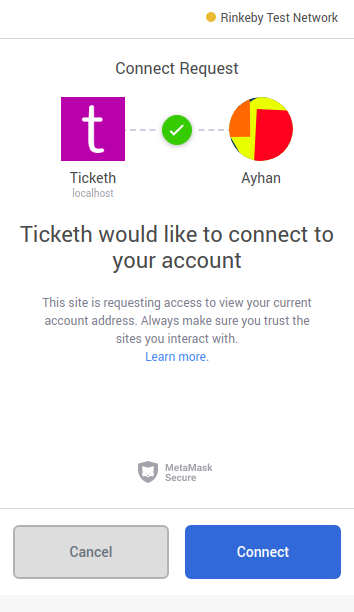 Rinkeby Test Network
Connect Request
t
Ticketh
localhost
Ayhan
Ticketh would like to connect to
your account
This site is requesting access to view your current
account address. Always make sure you trust the
sites you interact with.
Learn more.
MetaMask
Secure
Cancel
Connect